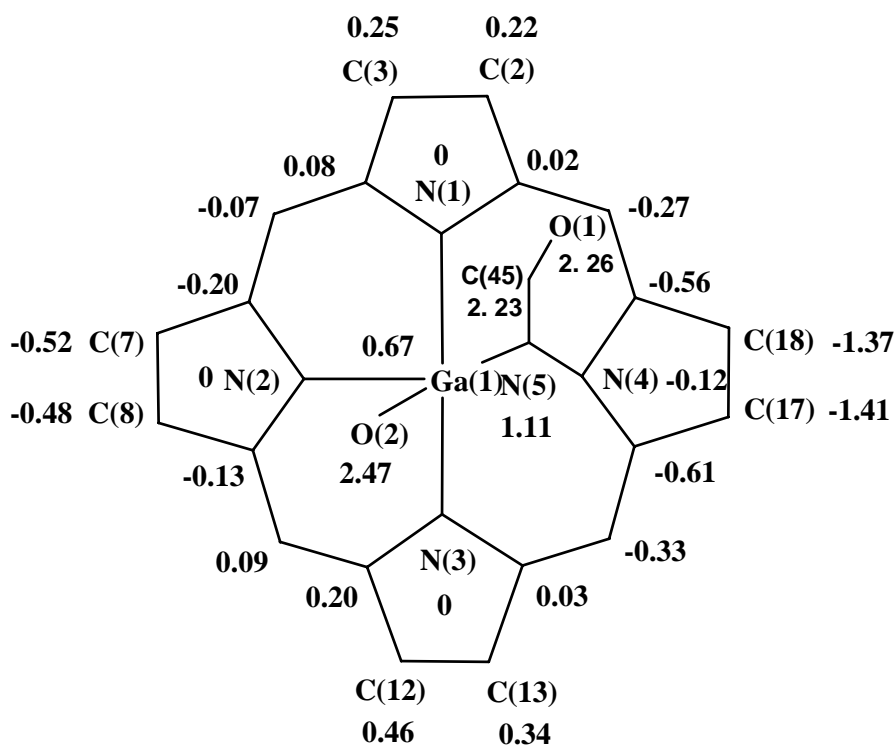 0.25 0.22
C(3) C(2)
0
0.08 0.02
N(1)
-0.07 -0.27
O(1)
C(45) 2. 26
-0.20 2. 23 -0.56
-0.52 C(7) 0.67 C(18) -1.37
0 N(2) Ga(1) N(5) N(4) -0.12
-0.48 C(8) C(17) -1.41
O(2) 1.11
-0.13 2.47 -0.61
0.09 N(3) -0.33
0.20 0 0.03
C(12) C(13)
0.46 0.34